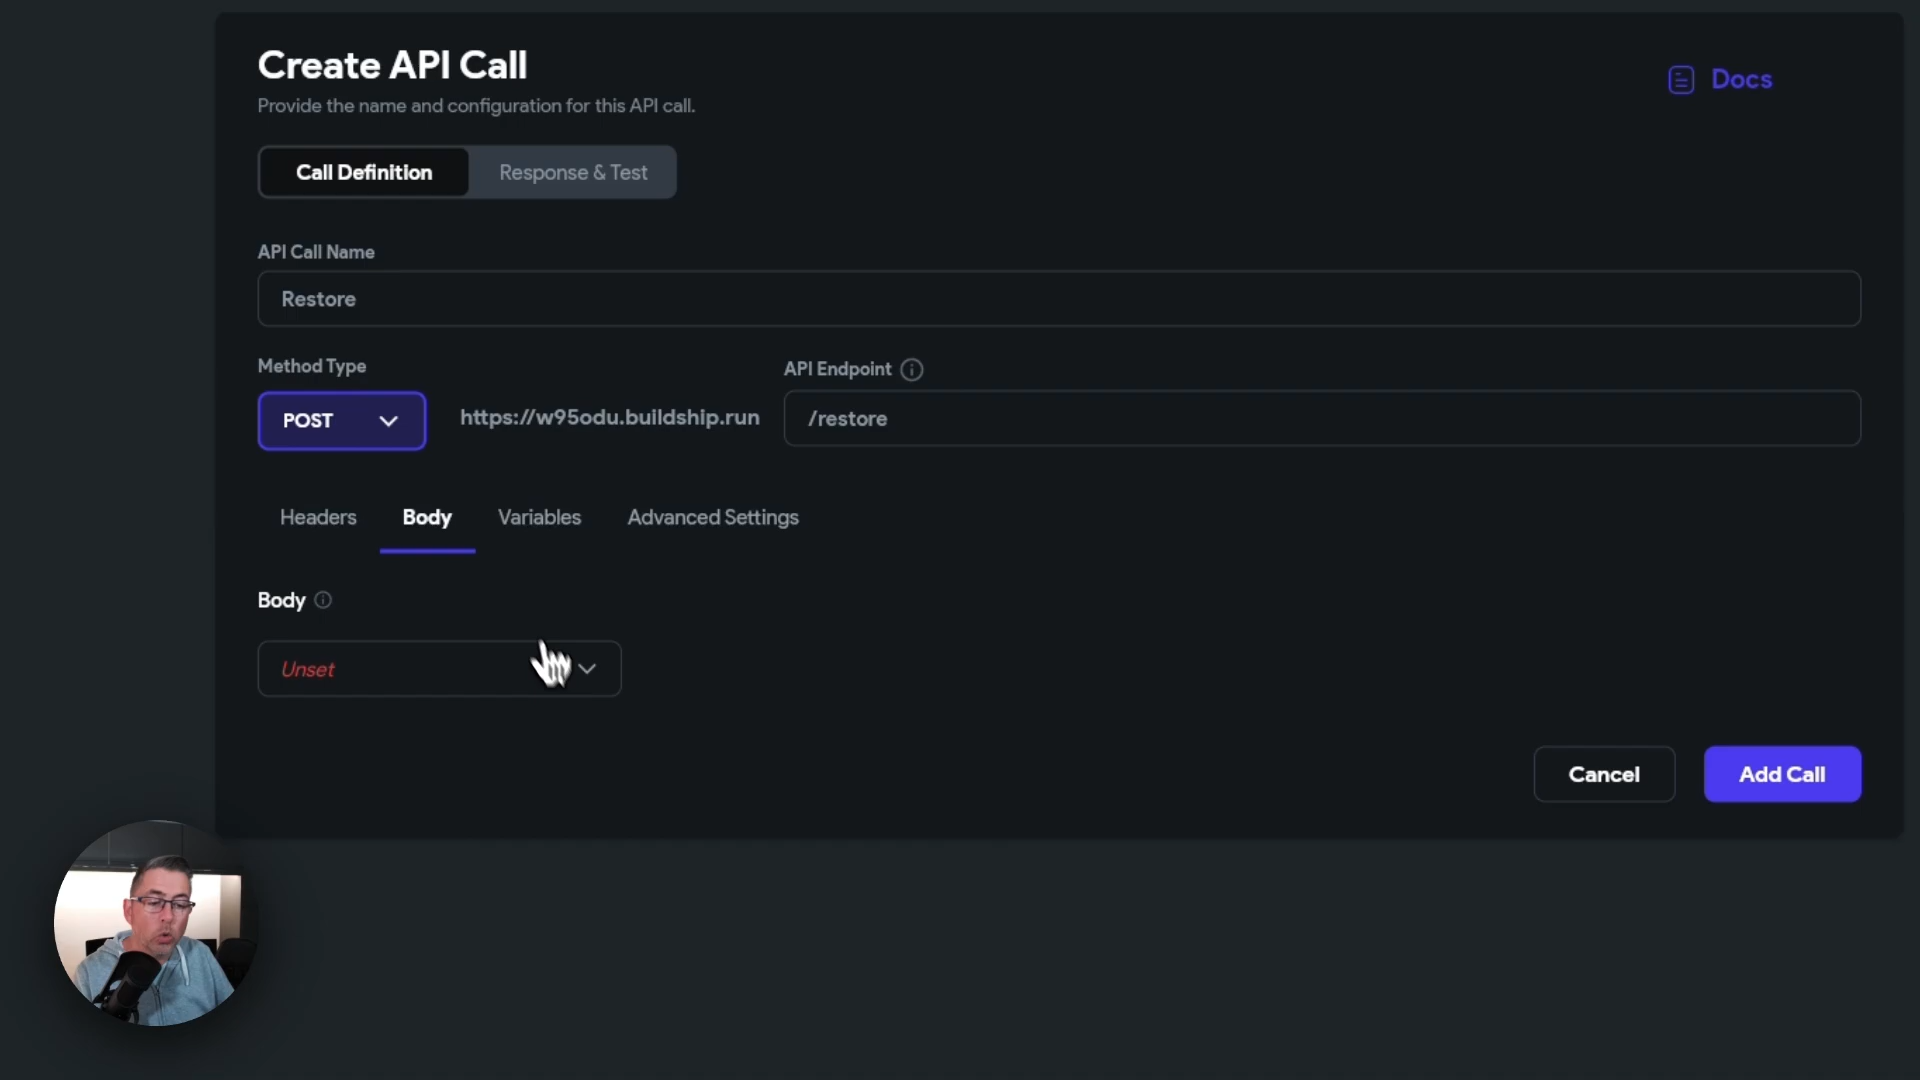 Create API Call
Provide the name and configuration for this API call.
Docs
Call Definition
Response & Test
API Call Name
Restore
Method Type
API Endpoint
POST
https://w95odu.buildship.run
/restore
Headers
Body
Variables
Advanced Settings
Body
Unset
Cancel
Add Call